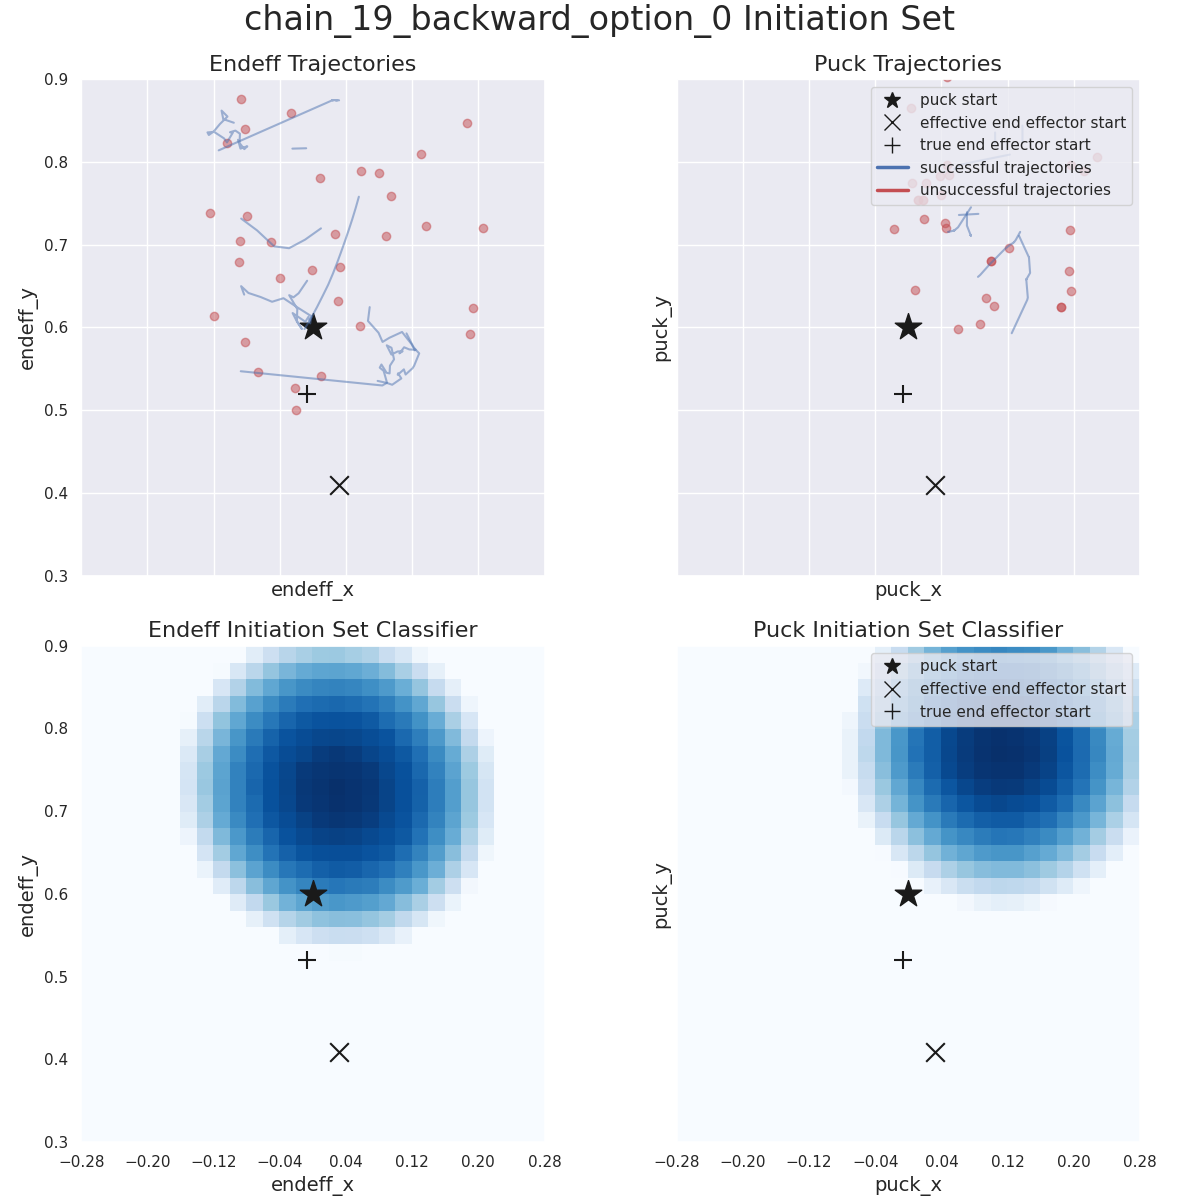 chain_19_backward_option_0 Initiation Set
Endeff Trajectories
0.9
0.8
0.7
0.6
0.5
0.4
0.3
endeff_y
endeff_x
Puck Trajectories
puck start
effective end effector start
true end effector start
successful trajectories
unsuccessful trajectories
puck_y
puck_x
Endeff Initiation Set Classifier
0.9
0.8
0.7
0.6
0.5
0.4
0.3
endeff_y
−0.28 −0.20 −0.12 −0.04 0.04 0.12 0.20 0.28
endeff_x
Puck Initiation Set Classifier
puck start
effective end effector start
true end effector start
puck_y
−0.28 −0.20 −0.12 −0.04 0.04 0.12 0.20 0.28
puck_x